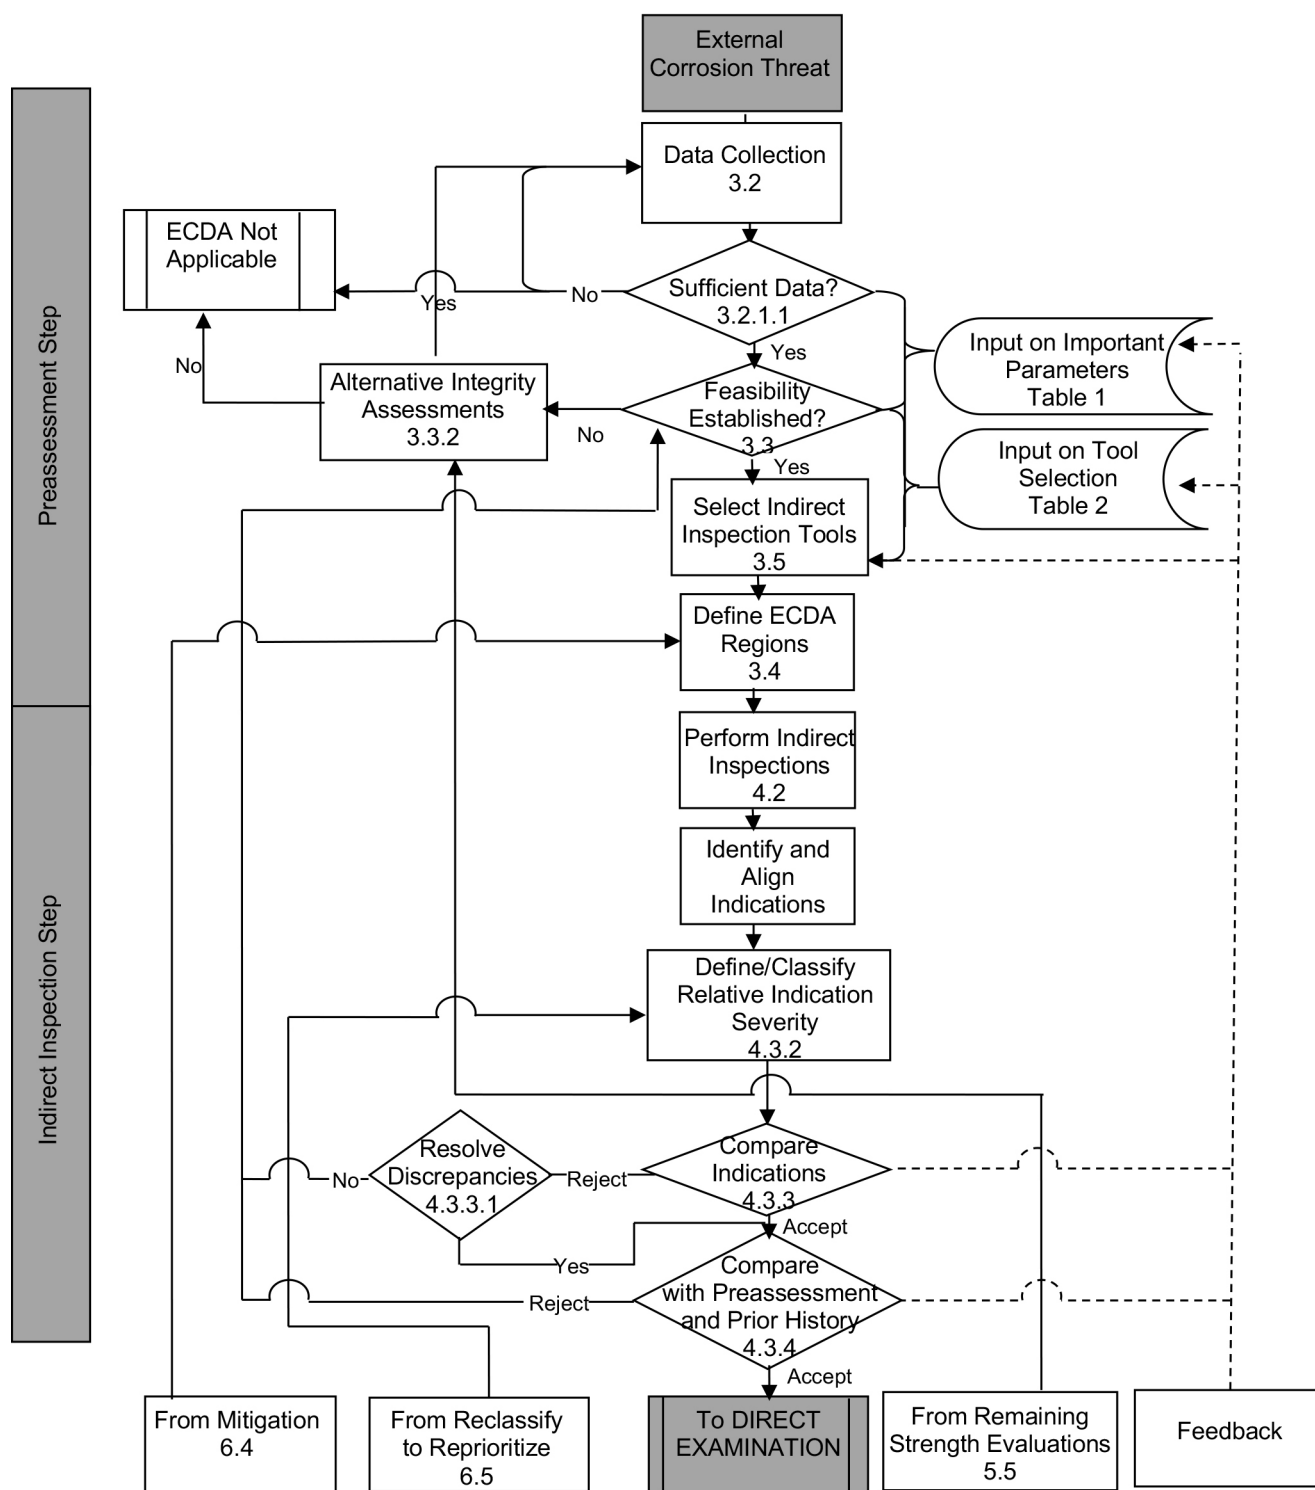 External
Corrosion Threat
Data Collection
3.2
ECDA Not
Applicable
Sufficient Data?
3.2.1.1
No
Yes
Yes
Input on Important
Parameters
Table 1
No
Alternative Integrity
Assessments
3.3.2
Feasibility
Established?
3.3
No
Yes
Input on Tool
Selection
Table 2
Select Indirect
Inspection Tools
3.5
Preassessment Step
Define ECDA
Regions
3.4
Perform Indirect
Inspections
4.2
Identify and
Align
Indications
Define/Classify
Relative Indication
Severity
4.3.2
Indirect Inspection Step
Resolve
Discrepancies
4.3.3.1
No
Reject
Compare
Indications
4.3.3
Accept
Yes
Compare
with Preassessment
and Prior History
4.3.4
Reject
Accept
From Mitigation
6.4
From Reclassify
to Reprioritize
6.5
To DIRECT
EXAMINATION
From Remaining
Strength Evaluations
5.5
Feedback